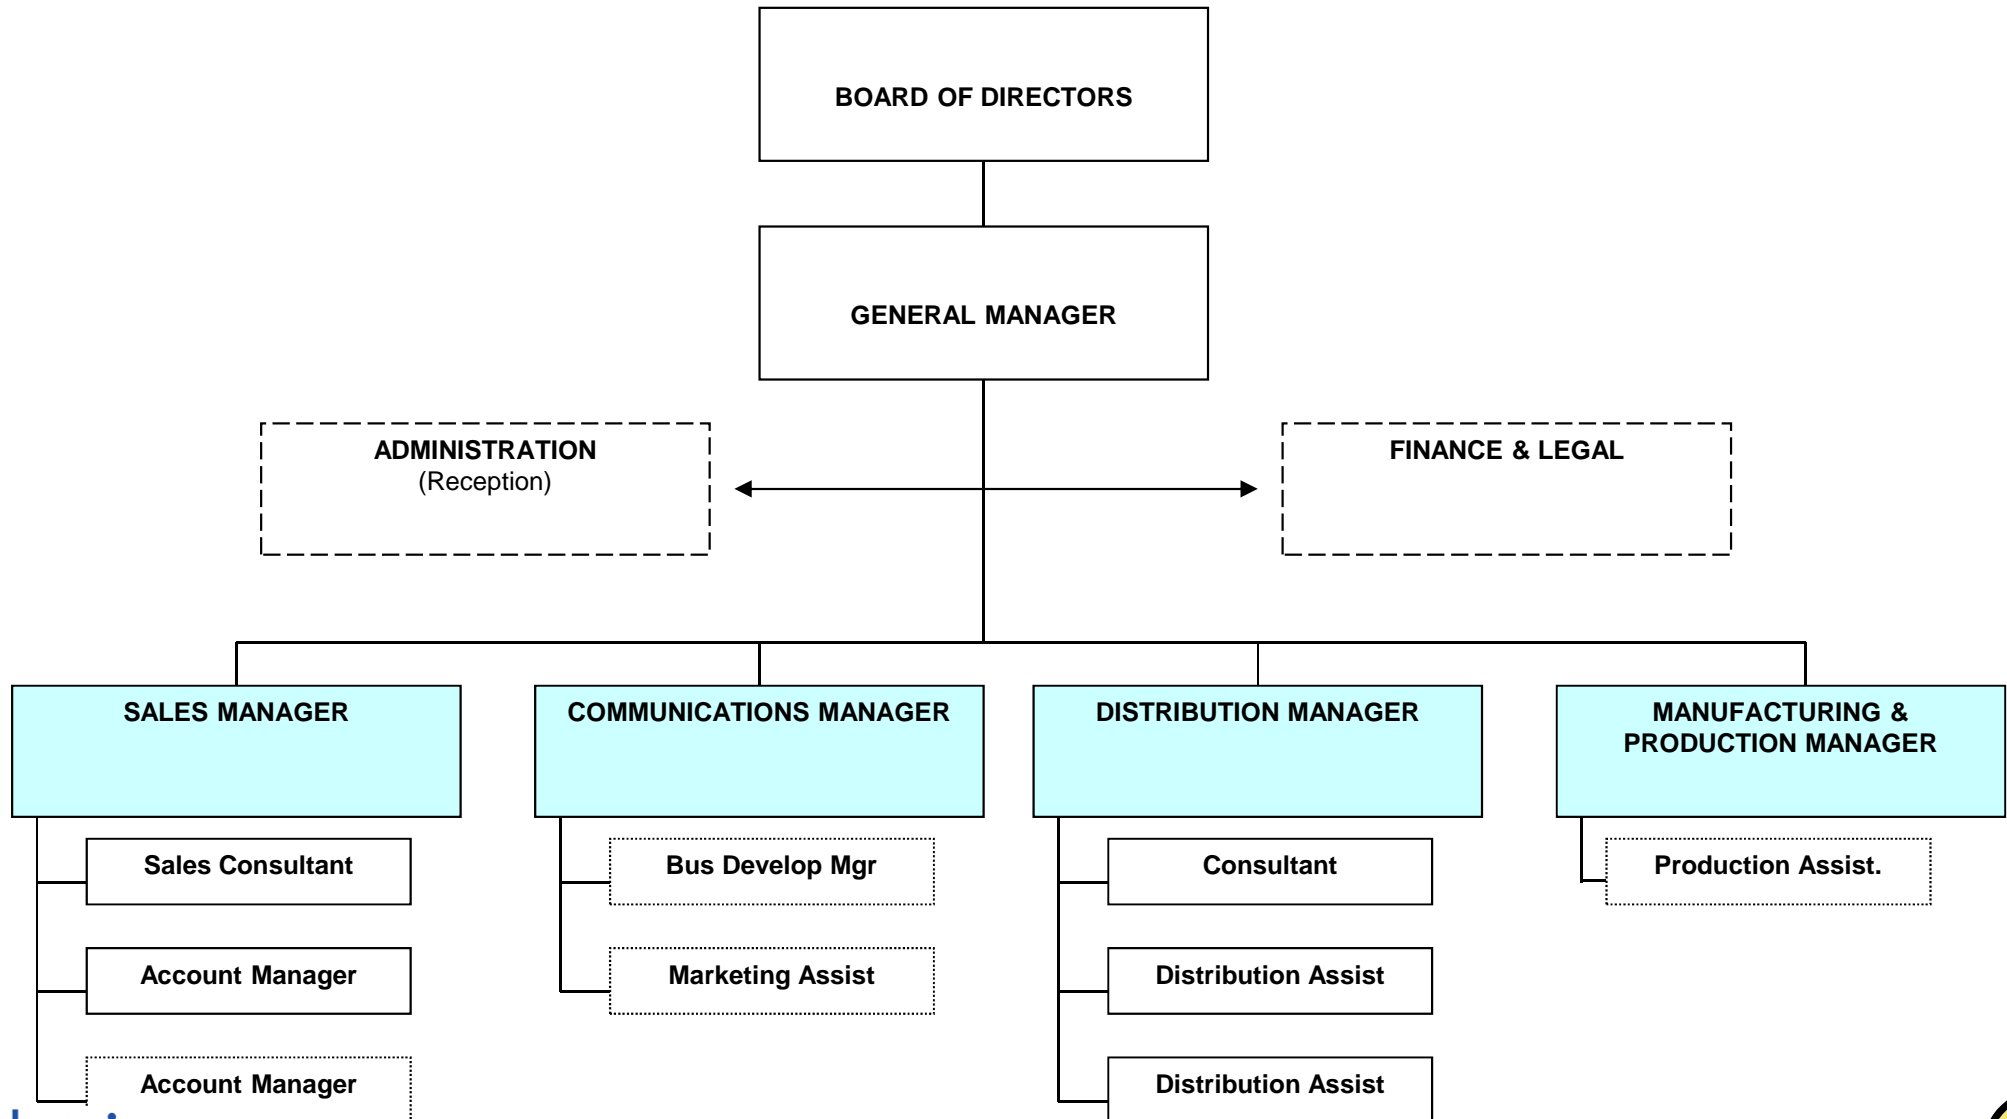 BOARD OF DIRECTORS
GENERAL MANAGER
ADMINISTRATION
(Reception)
FINANCE & LEGAL
SALES MANAGER
COMMUNICATIONS MANAGER
DISTRIBUTION MANAGER
MANUFACTURING &
PRODUCTION MANAGER
Sales Consultant
Account Manager
Account Manager
Bus Develop Mgr
Marketing Assist
Consultant
Distribution Assist
Distribution Assist
Production Assist.